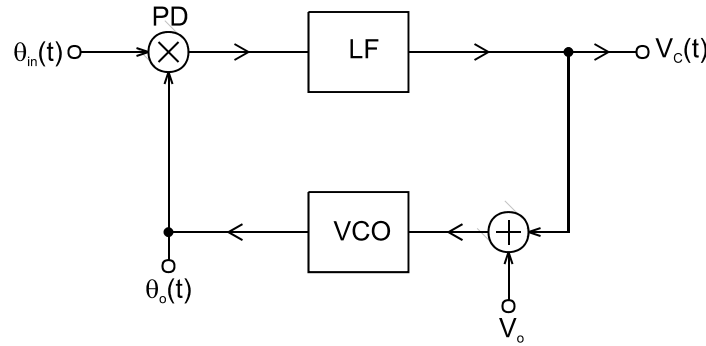 PD
θin(t)
LF
VC(t)
VCO
θo(t)
Vo